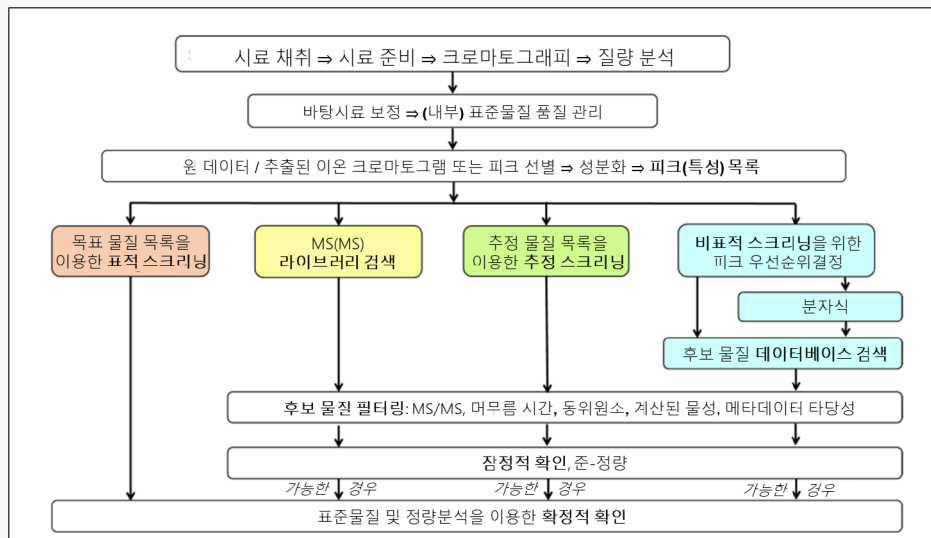 시료 채취 ⇒ 시료 준비 ⇒ 크로마토그래피 ⇒ 질량 분석
바탕시료 보정 ⇒ (내부) 표준물질 품질 관리
원 데이터 / 추출된 이온 크로마토그램 또는 피크 선별 ⇒ 성분화 ⇒ 피크(특성) 목록
목표 물질 목록을
이용한 표적 스크리닝
MS(MS)
라이브러리 검색
추정 물질 목록을
이용한 추정 스크리닝
비표적 스크리닝을 위한
피크 우선순위결정
분자식
후보 물질 데이터베이스 검색
후보 물질 필터링: MS/MS, 머무름 시간, 동위원소, 계산된 물성, 메타데이터 타당성
잠정적 확인, 준-정량
가능한 경우
가능한 경우
가능한 경우
표준물질 및 정량분석을 이용한 확정적 확인